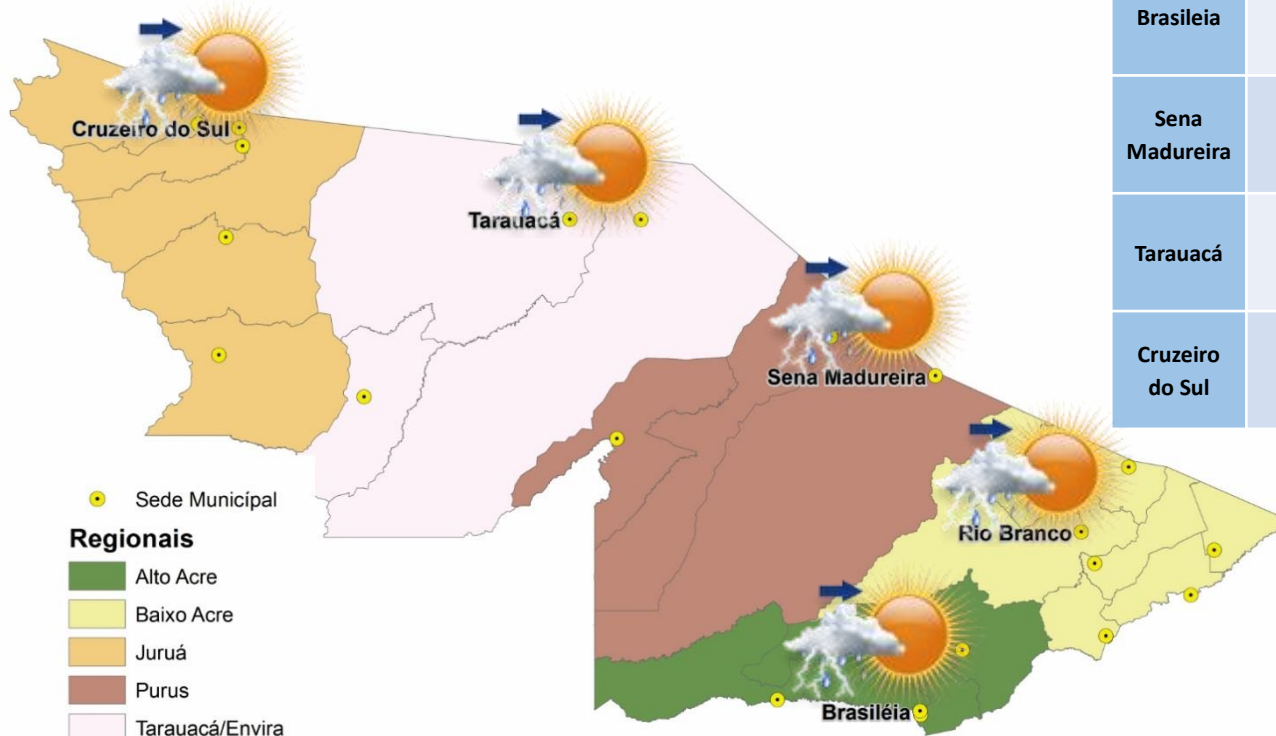 Cruzeiro do Sul
Tarauacá
Sena Madureira
Rio Branco
Brasiléia
Sede Municípal
Regionais
Alto Acre
Baixo Acre
Juruá
Purus
Tarauacá/Envira
Brasileia
Sena
Madureira
Tarauacá
Cruzeiro
do Sul